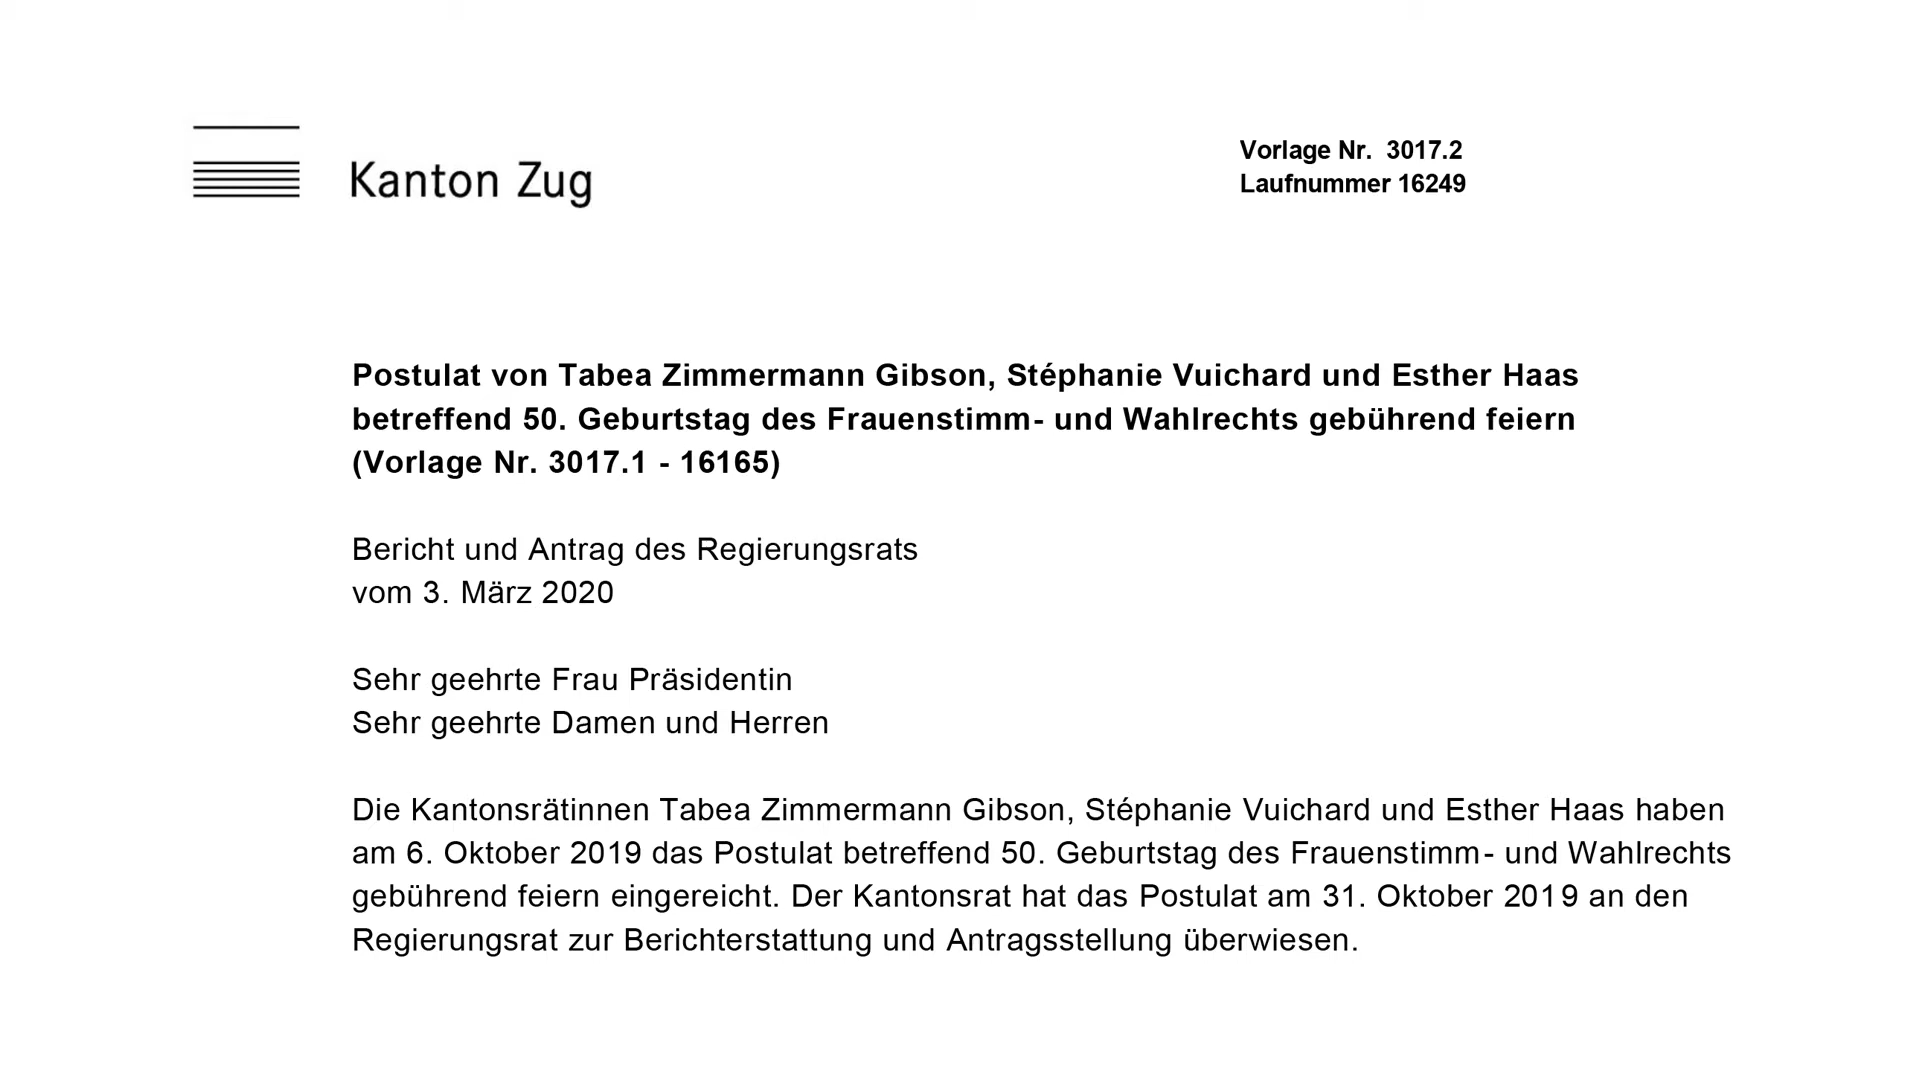 Kanton Zug
Vorlage Nr. 3017.2
Laufnummer 16249
Postulat von Tabea Zimmermann Gibson, Stéphanie Vuichard und Esther Haas
betreffend 50. Geburtstag des Frauenstimm- und Wahlrechts gebührend feiern
(Vorlage Nr. 3017.1 - 16165)
Bericht und Antrag des Regierungsrats
vom 3. März 2020
Sehr geehrte Frau Präsidentin
Sehr geehrte Damen und Herren
Die Kantonsrätinnen Tabea Zimmermann Gibson, Stéphanie Vuichard und Esther Haas haben
am 6. Oktober 2019 das Postulat betreffend 50. Geburtstag des Frauenstimm- und Wahlrechts
gebührend feiern eingereicht. Der Kantonsrat hat das Postulat am 31. Oktober 2019 an den
Regierungsrat zur Berichterstattung und Antragsstellung überwiesen.